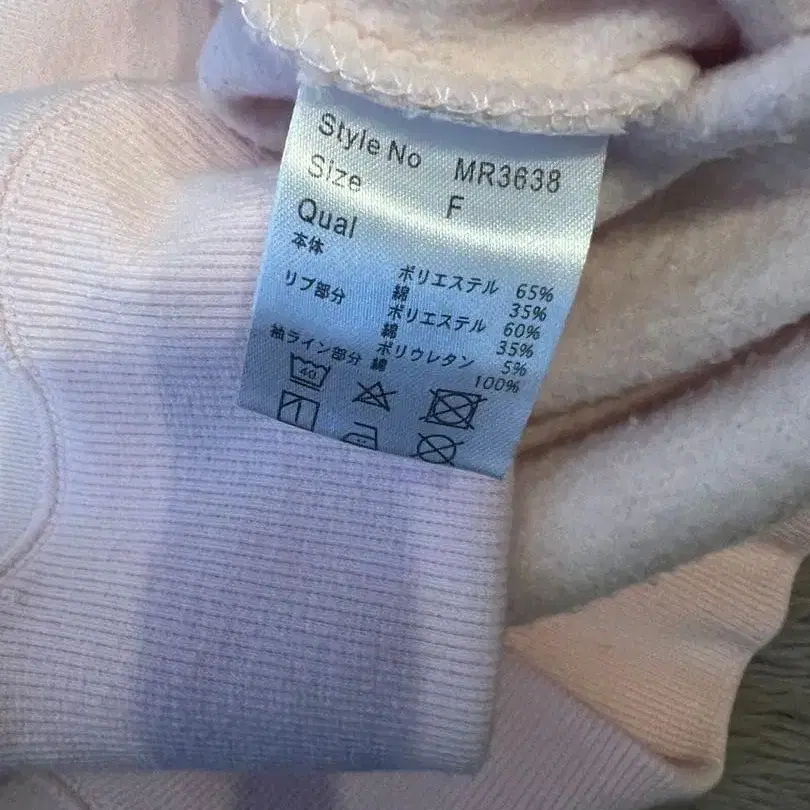 Style No MR3638
Size F
Qual
本体 ポリエステル 65%
綿 35%
リブ部分 ポリエステル 60%
綿 35%
ポリウレタン 5%
袖ライン部分 綿 100%
40